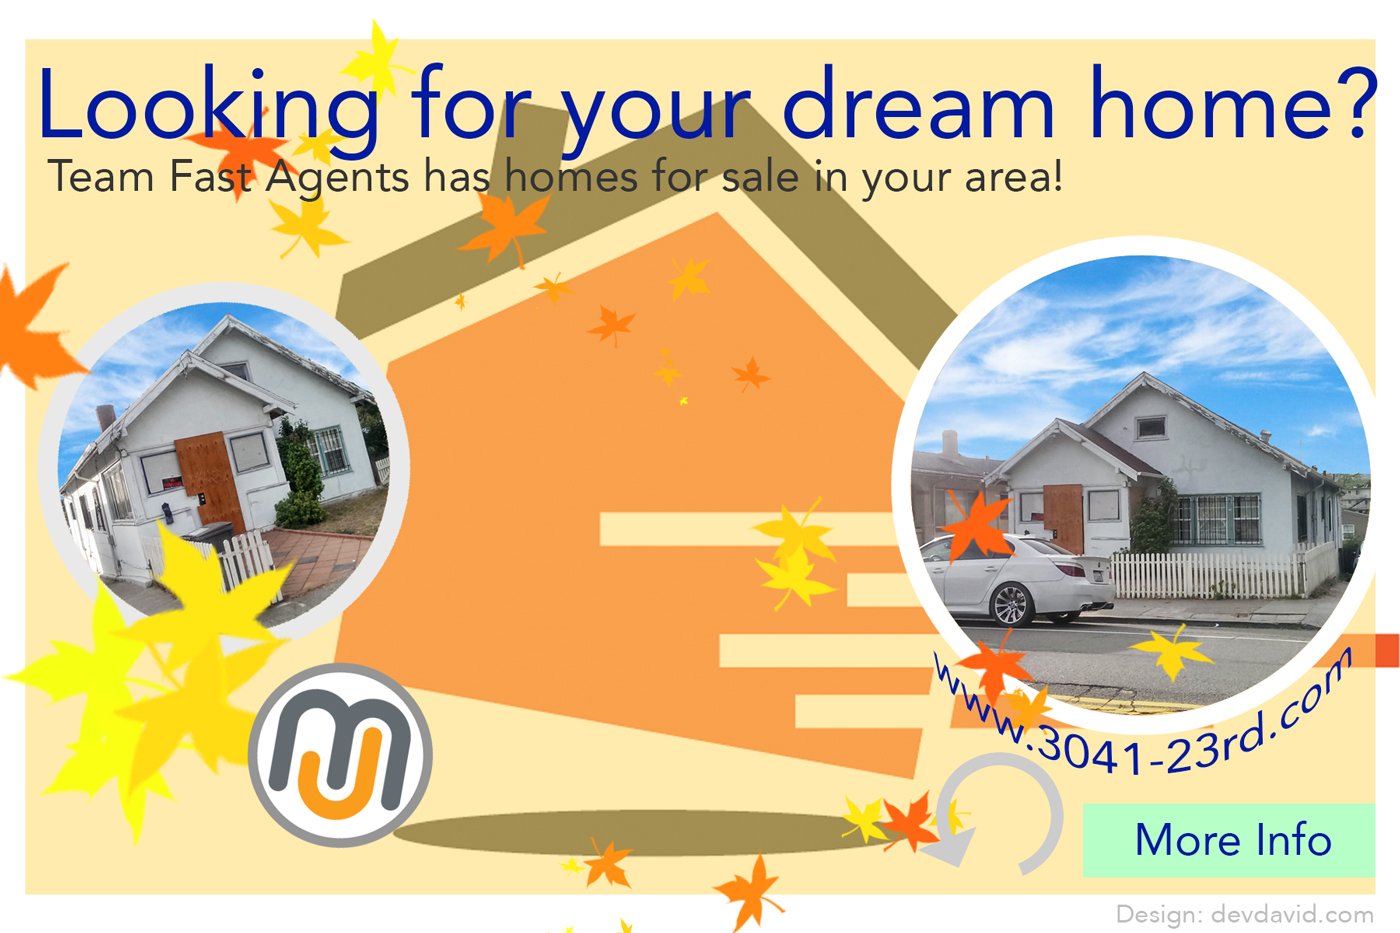 Looking for your dream home?
Team Fast Agents has homes for sale in your area!
www.3041-23rd.com
More Info
Design: devdavid.com